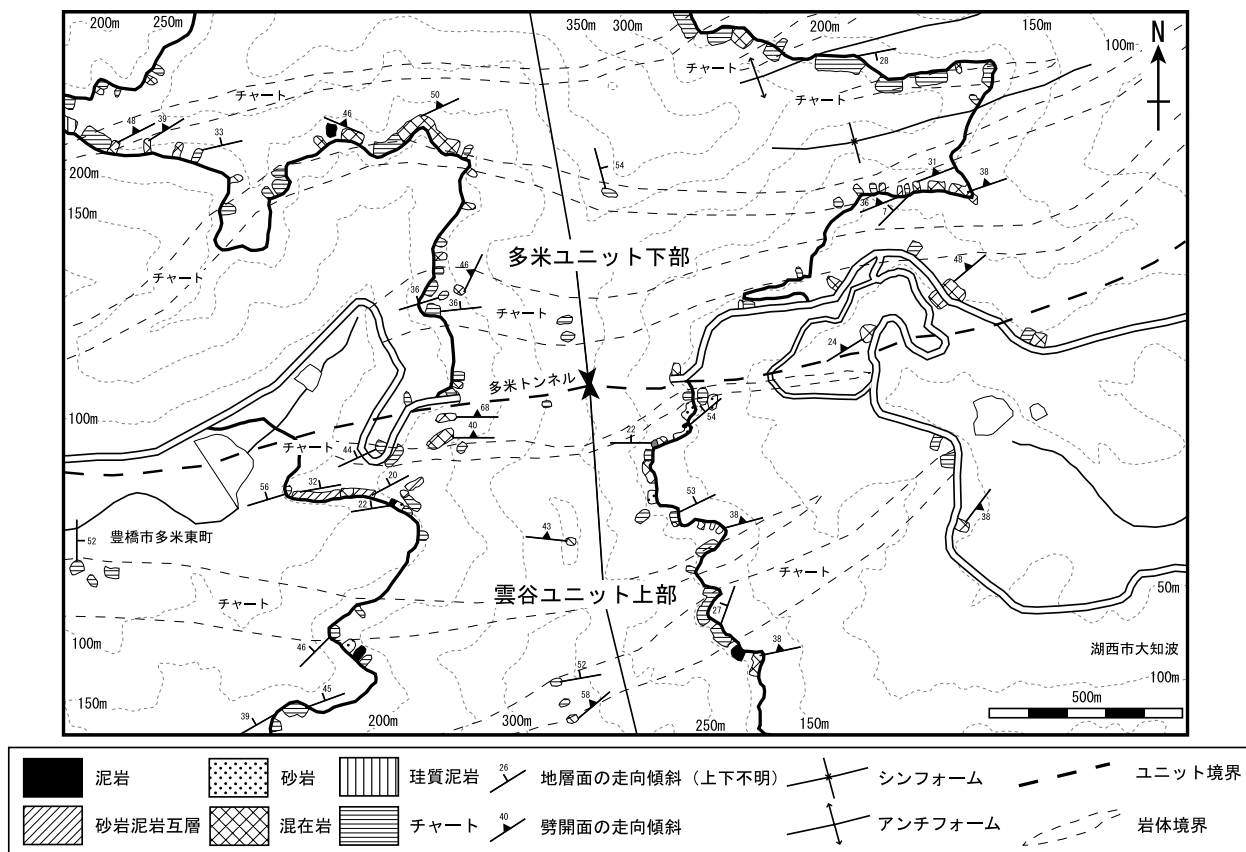 200m 250m 350m 300m 200m 150m 100m
N
28
チャート
チャート
チャート
50
46
48
39
33
200m
54
31
38
36
7
150m
多米ユニット下部
チャート
46
48
36
36
チャート
24
多米トンネル
100m
68
54
40
22
チャート
44
20
32
56
22
53
38
38
43
52
豊橋市多米東町
チャート
50m
雲谷ユニット上部
チャート
27
38
46
100m
湖西市大知波
52
100m
58
45
39
150m
200m
300m
250m
150m
500m
泥岩
砂岩
珪質泥岩
26
地層面の走向傾斜(上下不明)
シンフォーム
ユニット境界
砂岩泥岩互層
混在岩
チャート
40
劈開面の走向傾斜
アンチフォーム
岩体境界